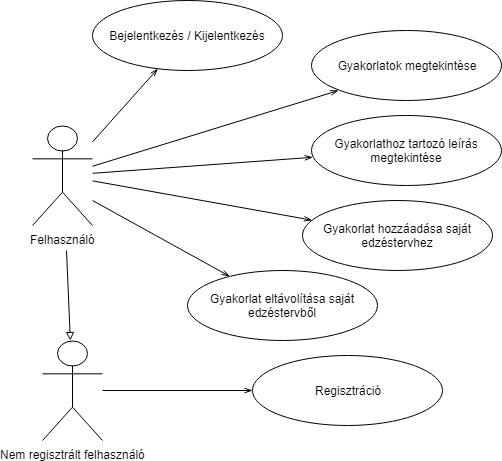 Bejelentkezés / Kijelentkezés
Gyakorlatok megtekintése
Gyakorlathoz tartozó leírás
megtekintése
Gyakorlat hozzáadása saját
edzéstervhez
Felhasználó
Gyakorlat eltávolítása saját
edzéstervből
Regisztráció
Nem regisztrált felhasználó